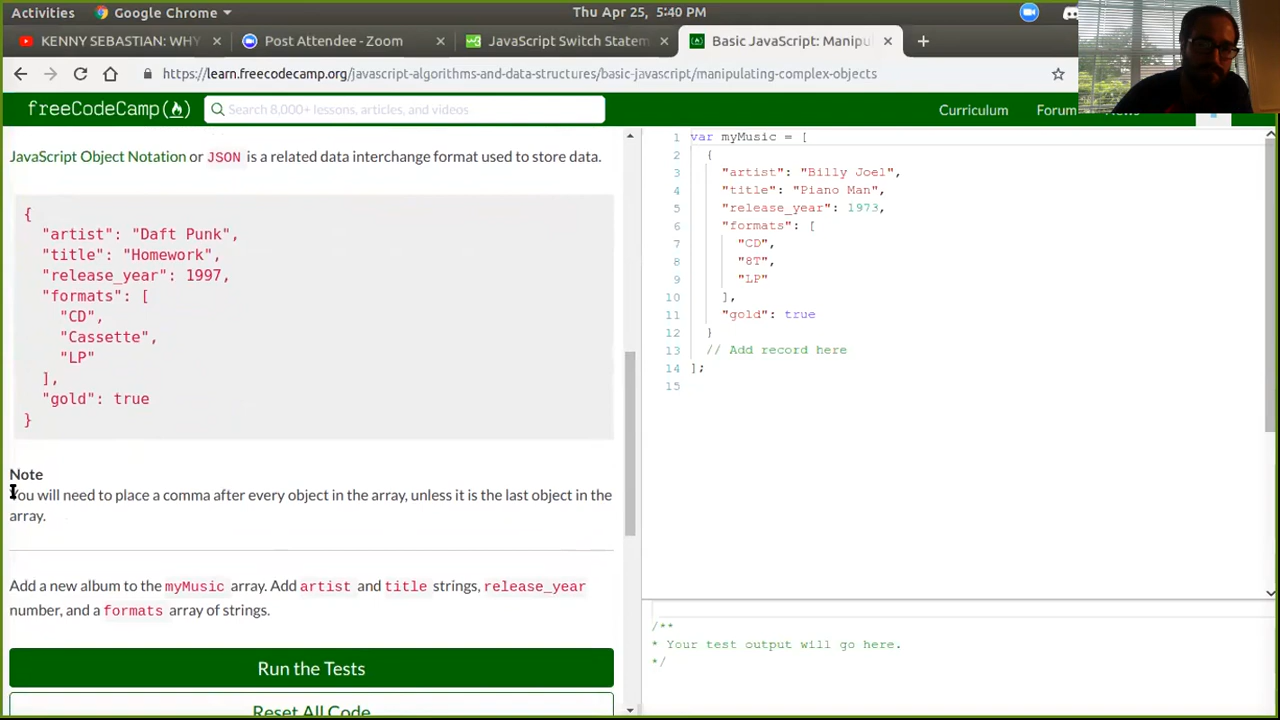 Activities
Google Chrome
Thu Apr 25, 5:40 PM
KENNY SEBASTIAN: WHY
Post Attendee - Zoo
JavaScript Switch Statem
Basic JavaScript: Manipul
https://learn.freecodecamp.org/javascript-algorithms-and-data-structures/basic-javascript/manipulating-complex-objects
freeCodeCamp
Search 8,000+ lessons, articles, and videos
Curriculum
Forum
News
JavaScript Object Notation or JSON is a related data interchange format used to store data.
{
"artist": "Daft Punk",
"title": "Homework",
"release_year": 1997,
"formats": [
"CD",
"Cassette",
"LP"
],
"gold": true
}
Note
You will need to place a comma after every object in the array, unless it is the last object in the
array.
Add a new album to the myMusic array. Add artist and title strings, release_year
number, and a formats array of strings.
Run the Tests
Reset All Code
1 var myMusic = [
2 {
3 "artist": "Billy Joel",
4 "title": "Piano Man",
5 "release_year": 1973,
6 "formats": [
7 "CD",
8 "8T",
9 "LP"
10 ],
11 "gold": true
12 }
13 // Add record here
14 ];
15
/**
* Your test output will go here.
*/